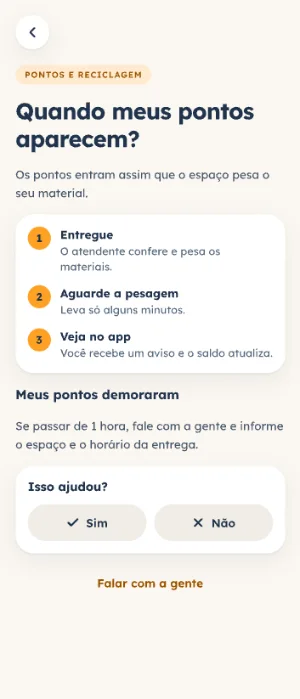 PONTOS E RECICLAGEM
Quando meus pontos
aparecem?
Os pontos entram assim que o espaço pesa o
seu material.
1 Entregue
O atendente confere e pesa os
materiais.
2 Aguarde a pesagem
Leva só alguns minutos.
3 Veja no app
Você recebe um aviso e o saldo atualiza.
Meus pontos demoraram
Se passar de 1 hora, fale com a gente e informe
o espaço e o horário da entrega.
Isso ajudou?
Sim Não
Falar com a gente